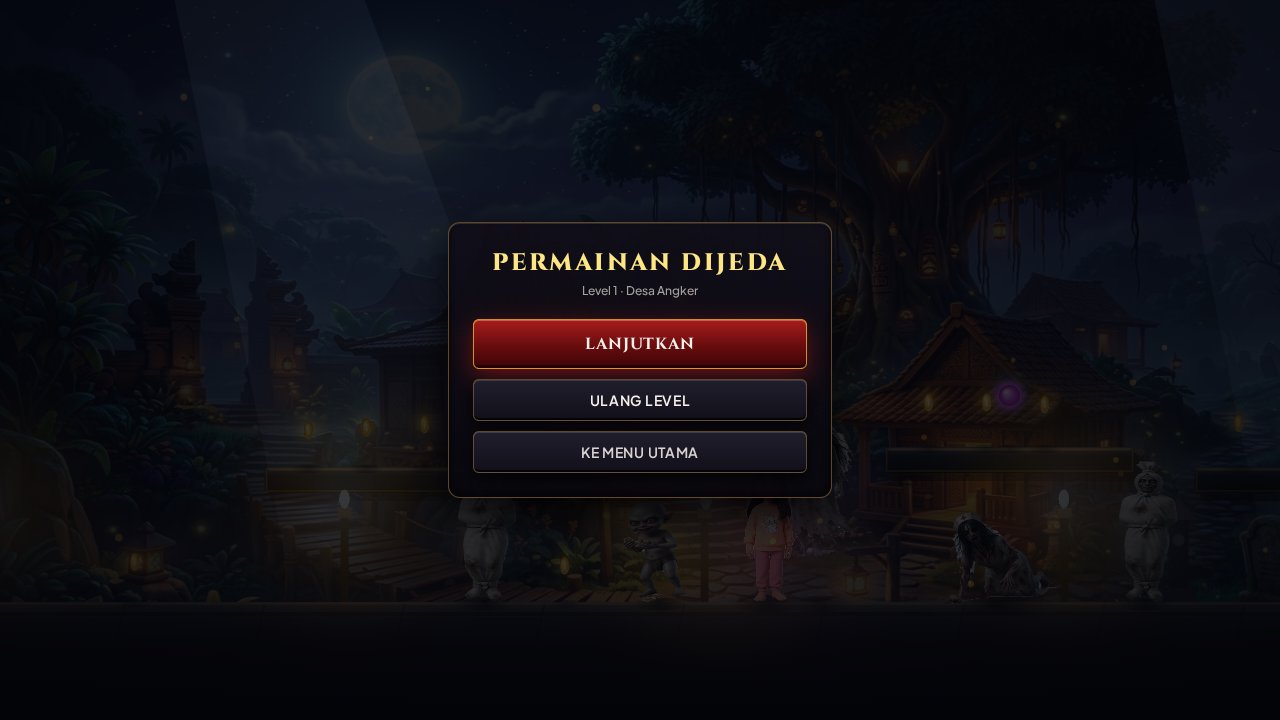 PERMAINAN DIJEDA
Level 1 · Desa Angker
LANJUTKAN
ULANG LEVEL
KE MENU UTAMA